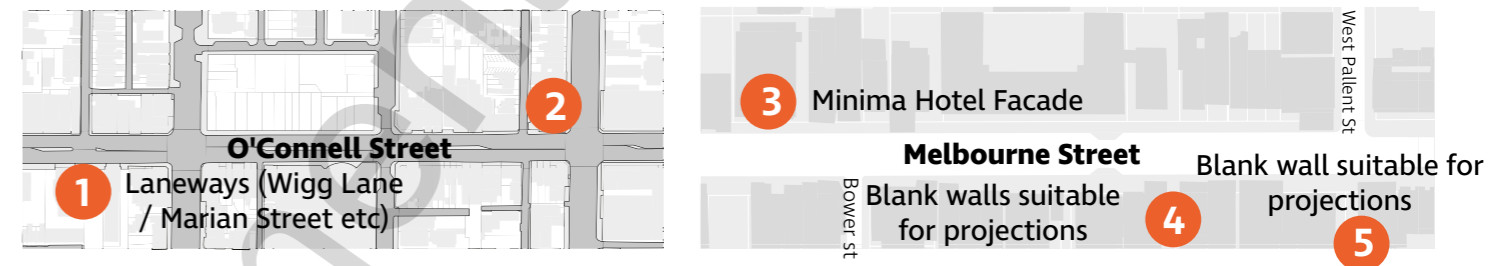 2
O'Connell Street
1
Laneways (Wigg Lane
/ Marian Street etc)
West Pallent St
3
Minima Hotel Facade
Melbourne Street
Bower st
Blank walls suitable
for projections
4
Blank wall suitable for
projections
5